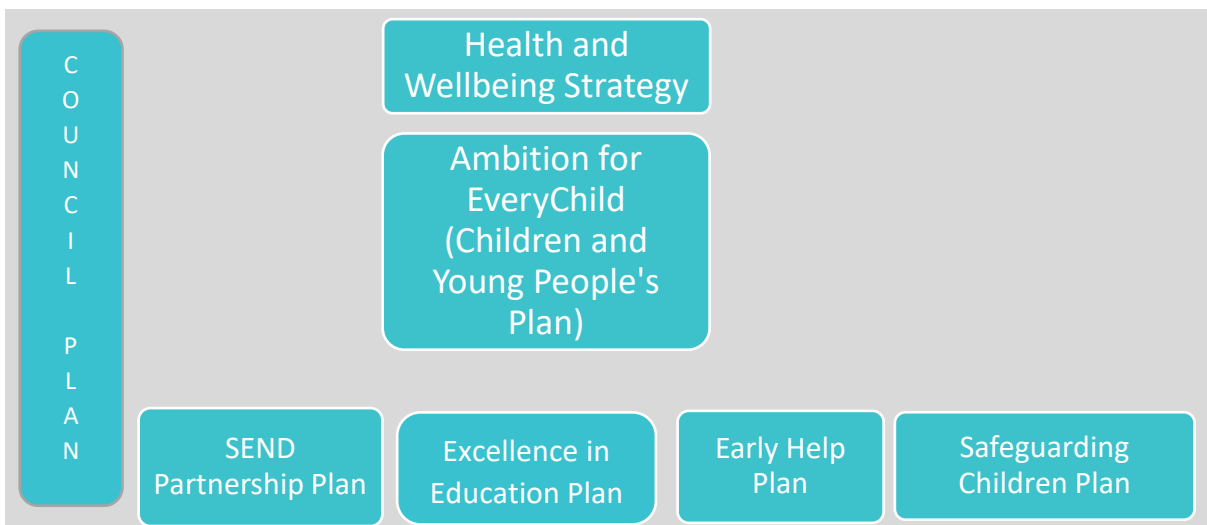 C
O
U
N
C
I
L
P
L
A
N
Health and
Wellbeing Strategy
Ambition for
EveryChild
(Children and
Young People's
Plan)
SEND
Partnership Plan
Excellence in
Education Plan
Early Help
Plan
Safeguarding
Children Plan